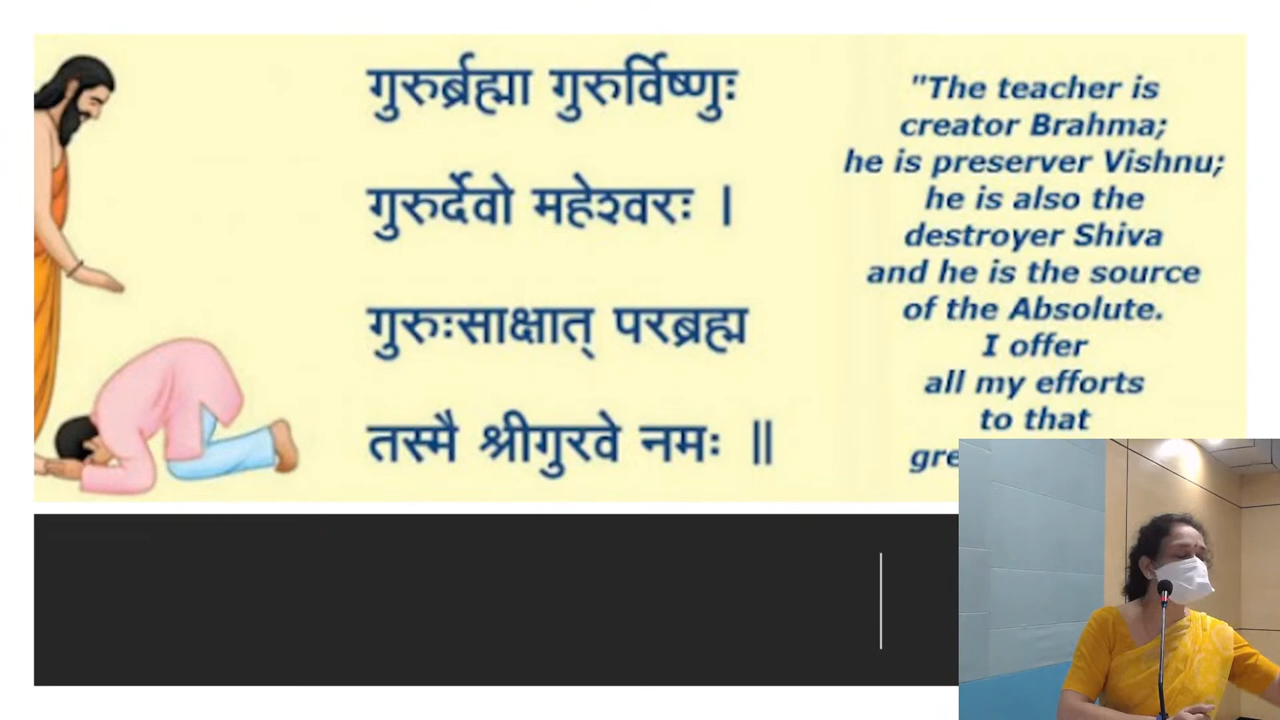 गुरुर्ब्रह्मा गुरुर्विष्णुः
गुरुर्देवो महेश्वरः ।
गुरुःसाक्षात् परब्रह्म
तस्मै श्रीगुरवे नमः ॥
"The teacher is
creator Brahma;
he is preserver Vishnu;
he is also the
destroyer Shiva
and he is the source
of the Absolute.
I offer
all my efforts
to that